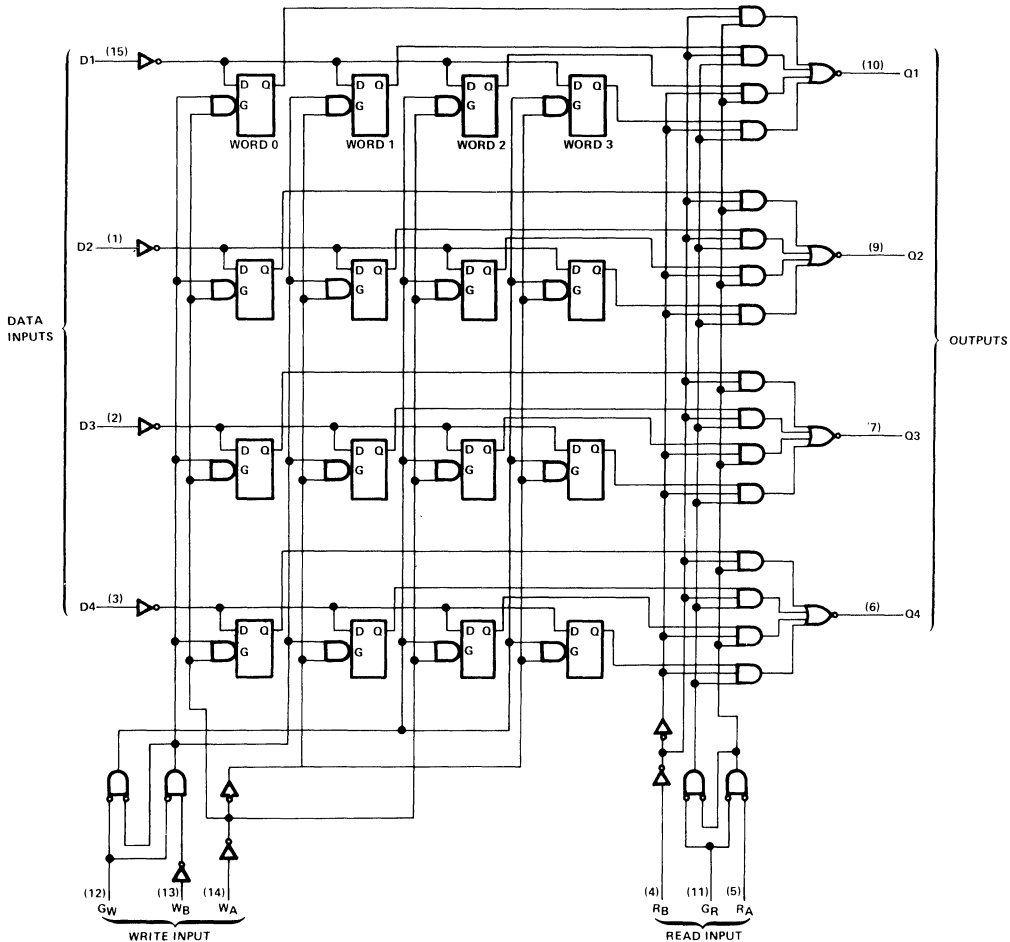 D1 (15)
D Q
G
WORD 0
D Q
G
WORD 1
D Q
G
WORD 2
D Q
G
WORD 3
(10) Q1
D2 (1)
D Q
G
D Q
G
D Q
G
D Q
G
(9) Q2
DATA
INPUTS
OUTPUTS
D3 (2)
D Q
G
D Q
G
D Q
G
D Q
G
(7) Q3
D4 (3)
D Q
G
D Q
G
D Q
G
D Q
G
(6) Q4
(12) GW
(13) WB
(14) WA
WRITE INPUT
(4) RB
(11) GR
(5) RA
READ INPUT